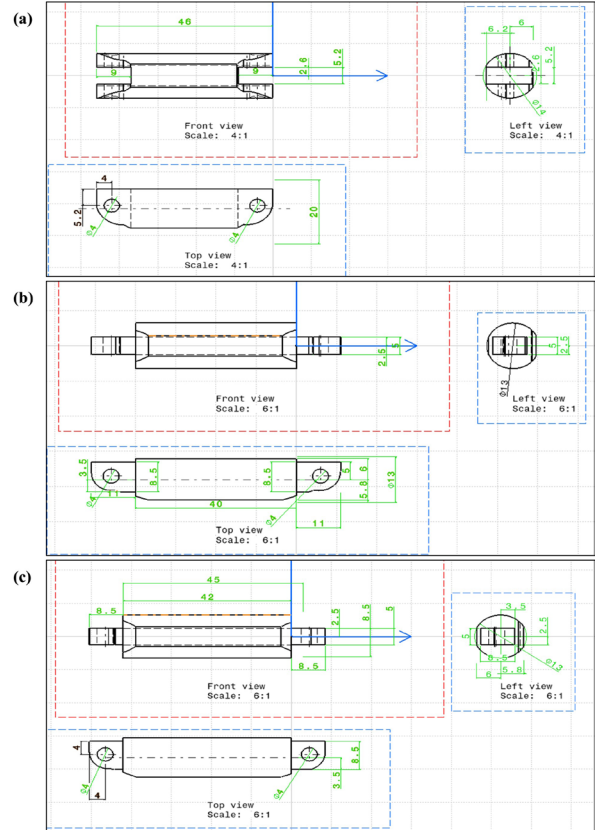 (a)
46
9
9
2.6
5.2
Front view
Scale: 4:1
6
6.2
2.6
5.2
Ø14
Left view
Scale: 4:1
4
5.2
Ø4
Ø4
20
Top view
Scale: 4:1
(b)
2.5
5
Front view
Scale: 6:1
5
2.5
Ø13
Left view
Scale: 6:1
3.5
11
Ø4
8.5
8.5
40
Ø4
5
5.8
6
Ø13
11
Top view
Scale: 6:1
(c)
45
42
8.5
2.5
8.5
5
8.5
Front view
Scale: 6:1
3.5
5
2.5
8.5
Ø13
6
5.8
Left view
Scale: 6:1
4
Ø4
4
Ø4
8.5
3.5
Top view
Scale: 6:1